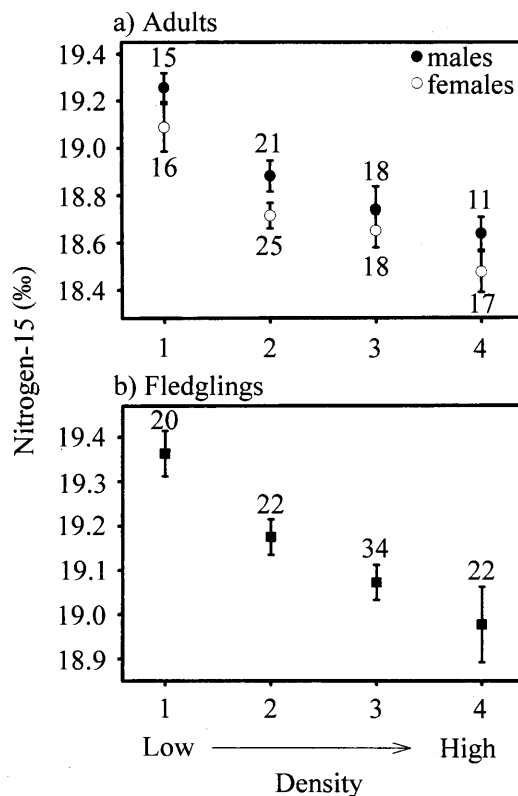 a) Adults
19.4
19.2
19.0
18.8
18.6
18.4
15
16
21
25
18
18
11
17
males
females
1 2 3 4
Nitrogen-15 (‰)
b) Fledglings
19.4
19.3
19.2
19.1
19.0
18.9
20
22
34
22
1 2 3 4
Low High
Density